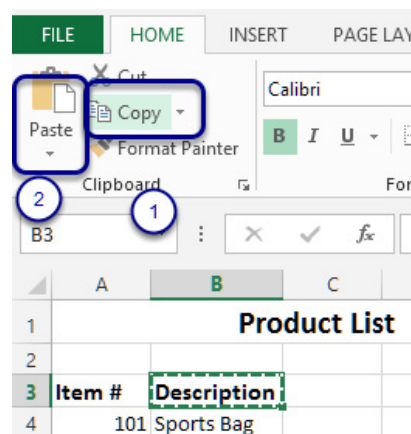 FILE HOME INSERT PAGE LAY
Cut
Calibri
Copy
Paste
B I U
Format Painter
Clipboard
For
2
1
B3 fx
A B C
1 Product List
2
3 Item # Description
4 101 Sports Bag